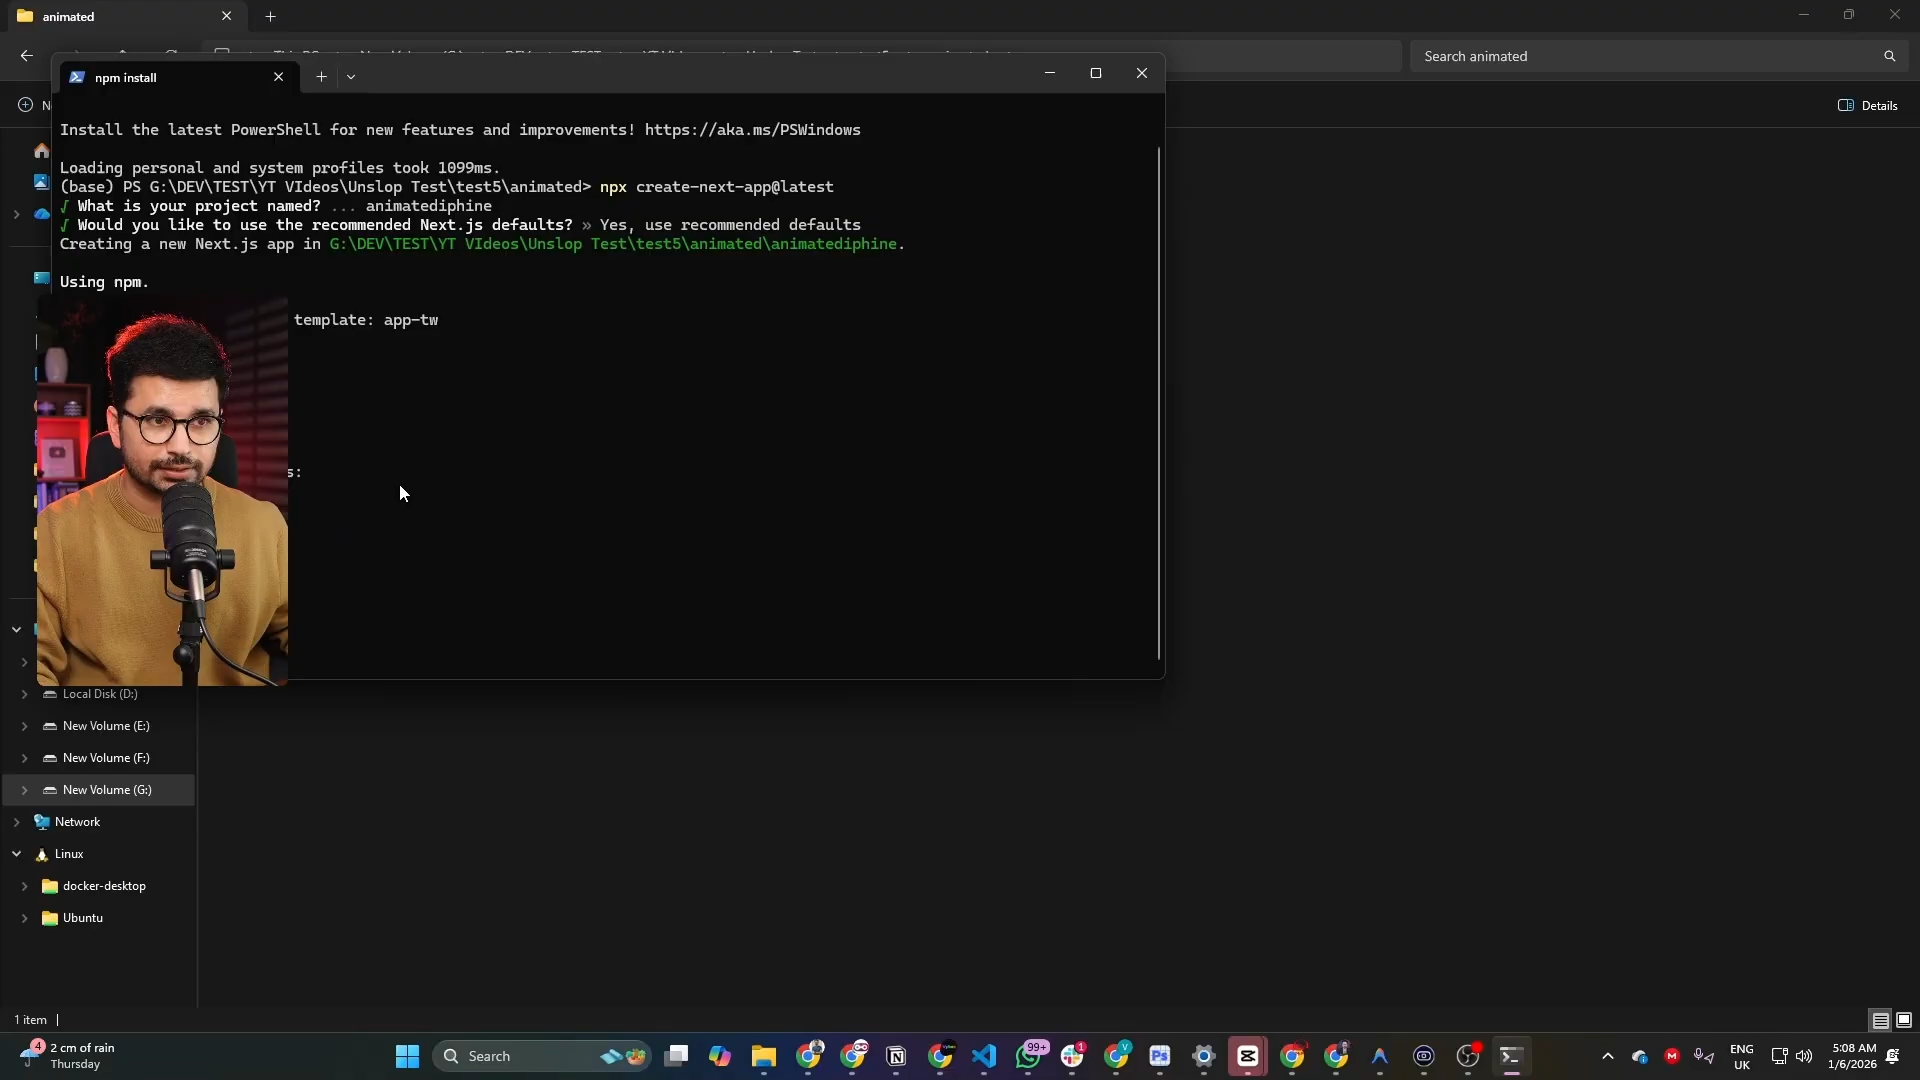 animated
Search animated
Details
npm install
Install the latest PowerShell for new features and improvements! https://aka.ms/PSWindows
Loading personal and system profiles took 1099ms.
(base) PS G:\DEV\TEST\YT VIdeos\Unslop Test\test5\animated> npx create-next-app@latest
√ What is your project named? ... animatediphine
√ Would you like to use the recommended Next.js defaults? » Yes, use recommended defaults
Creating a new Next.js app in G:\DEV\TEST\YT VIdeos\Unslop Test\test5\animated\animatediphine.
Using npm.
template: app-tw
s:
Local Disk (D:)
New Volume (E:)
New Volume (F:)
New Volume (G:)
Network
Linux
docker-desktop
Ubuntu
1 item
4
2 cm of rain
Thursday
Search
99+
1
ENG
UK
5:08 AM
1/6/2026